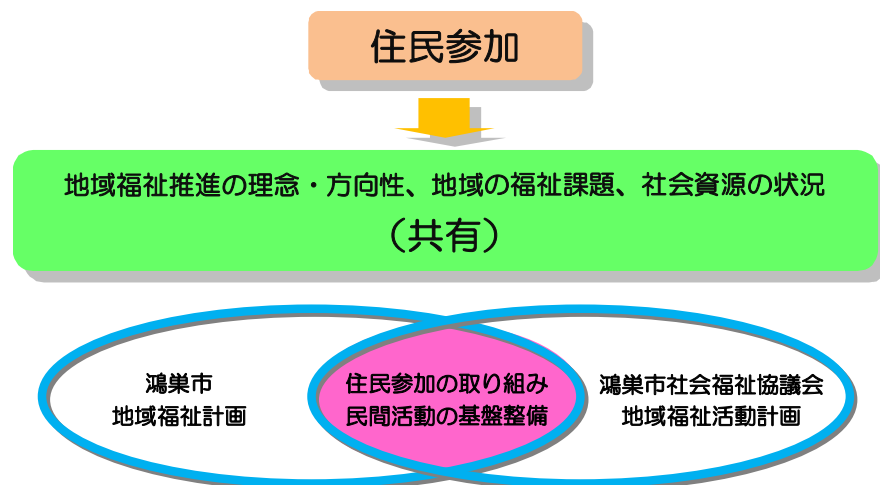 住民参加
地域福祉推進の理念・方向性、地域の福祉課題、社会資源の状況
（共有）
鴻巣市
地域福祉計画
住民参加の取り組み
民間活動の基盤整備
鴻巣市社会福祉協議会
地域福祉活動計画